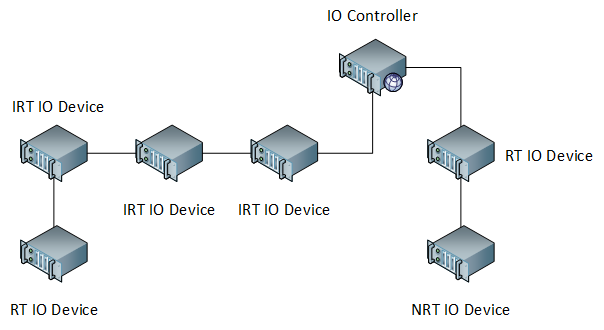 IO Controller
IRT IO Device
RT IO Device
IRT IO Device
IRT IO Device
RT IO Device
NRT IO Device